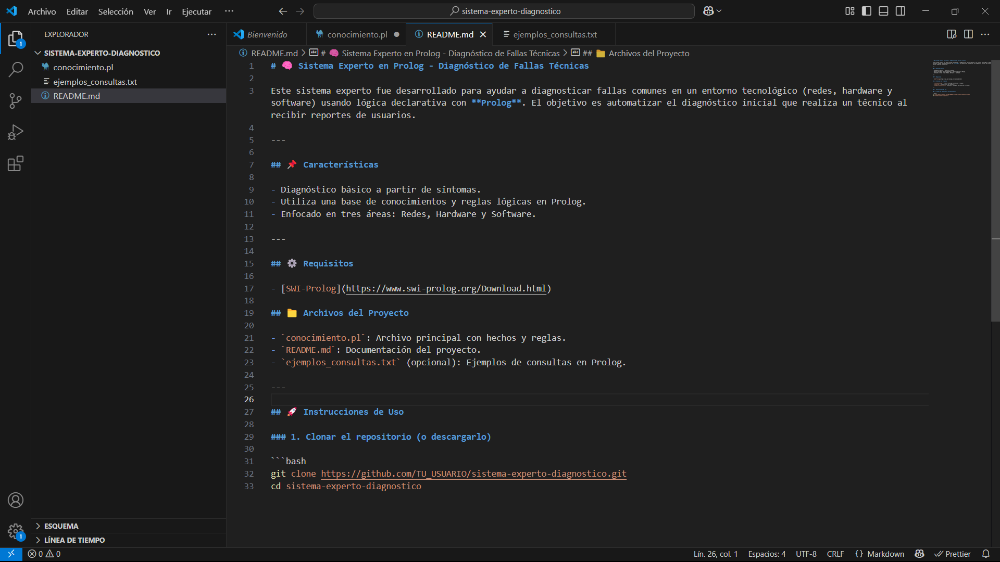 Archivo Editar Selección Ver Ir Ejecutar ··· sistema-experto-diagnostico
EXPLORADOR ···
SISTEMA-EXPERTO-DIAGNOSTICO
conocimiento.pl
ejemplos_consultas.txt
README.md
ESQUEMA
LÍNEA DE TIEMPO
1
1
Bienvenido conocimiento.pl README.md ejemplos_consultas.txt
README.md > # 🧠 Sistema Experto en Prolog - Diagnóstico de Fallas Técnicas > ## 📁 Archivos del Proyecto
1 # 🧠 Sistema Experto en Prolog - Diagnóstico de Fallas Técnicas
2
3 Este sistema experto fue desarrollado para ayudar a diagnosticar fallas comunes en un entorno tecnológico (redes, hardware y
software) usando lógica declarativa con **Prolog**. El objetivo es automatizar el diagnóstico inicial que realiza un técnico al
recibir reportes de usuarios.
4
5 ---
6
7 ## 📌 Características
8
9 - Diagnóstico básico a partir de síntomas.
10 - Utiliza una base de conocimientos y reglas lógicas en Prolog.
11 - Enfocado en tres áreas: Redes, Hardware y Software.
12
13 ---
14
15 ## ⚙️ Requisitos
16
17 - [SWI-Prolog](https://www.swi-prolog.org/Download.html)
18
19 ## 📁 Archivos del Proyecto
20
21 - `conocimiento.pl`: Archivo principal con hechos y reglas.
22 - `README.md`: Documentación del proyecto.
23 - `ejemplos_consultas.txt` (opcional): Ejemplos de consultas en Prolog.
24
25 ---
26
27 ## 🚀 Instrucciones de Uso
28
29 ### 1. Clonar el repositorio (o descargarlo)
30
31 ```bash
32 git clone https://github.com/TU_USUARIO/sistema-experto-diagnostico.git
33 cd sistema-experto-diagnostico
0 0 Lín. 26, col. 1 Espacios: 4 UTF-8 CRLF {} Markdown Prettier